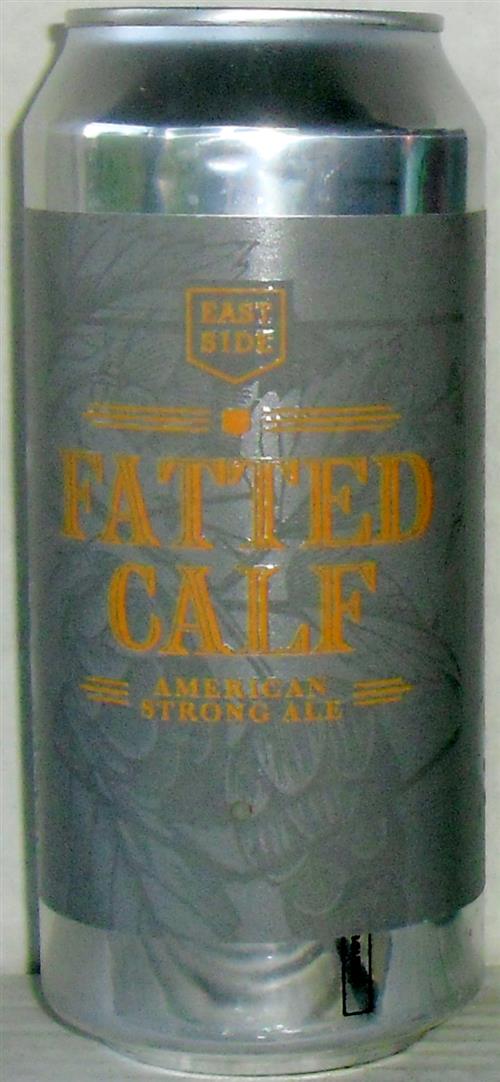 EAST
SIDE
FATTED
CALF
AMERICAN
STRONG ALE